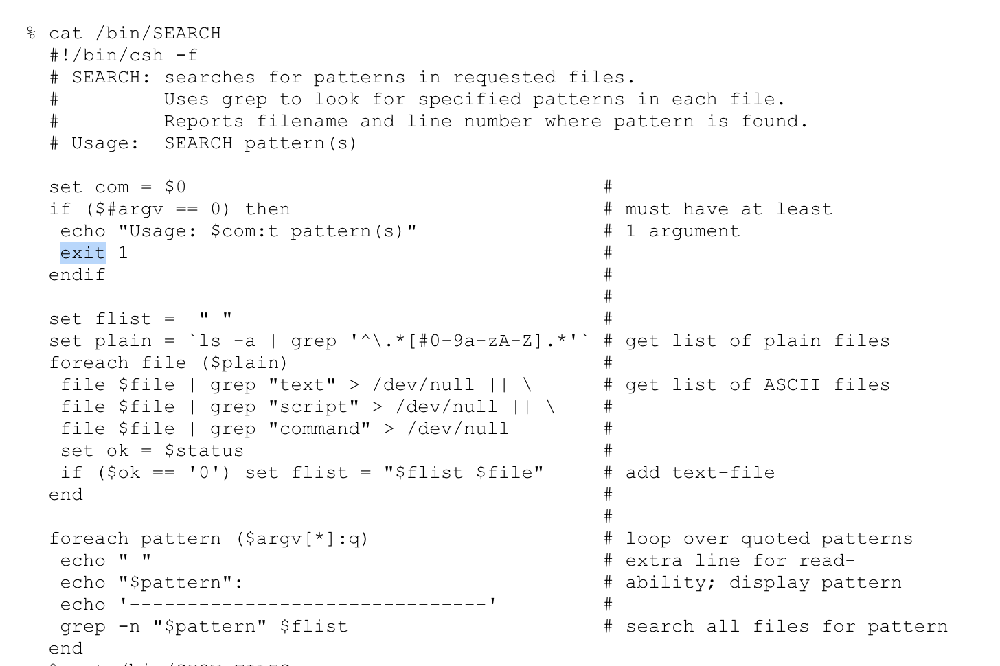 % cat /bin/SEARCH
  #!/bin/csh -f
  # SEARCH: searches for patterns in requested files.
  #         Uses grep to look for specified patterns in each file.
  #         Reports filename and line number where pattern is found.
  # Usage:  SEARCH pattern(s)

  set com = $0                                    #
  if ($#argv == 0) then                           # must have at least
   echo "Usage: $com:t pattern(s)"                # 1 argument
   exit 1                                         #
  endif                                           #
                                                  #
  set flist =  " "                                #
  set plain = `ls -a | grep '^\.*[#0-9a-zA-Z].*'` # get list of plain files
  foreach file ($plain)                           #
   file $file | grep "text" > /dev/null || \      # get list of ASCII files
   file $file | grep "script" > /dev/null || \    #
   file $file | grep "command" > /dev/null        #
   set ok = $status                               #
   if ($ok == '0') set flist = "$flist $file"     # add text-file
  end                                             #
                                                  #
  foreach pattern ($argv[*]:q)                    # loop over quoted patterns
   echo " "                                       # extra line for read-
   echo "$pattern":                               # ability; display pattern
   echo '-------------------------------'         #
   grep -n "$pattern" $flist                      # search all files for pattern
  end